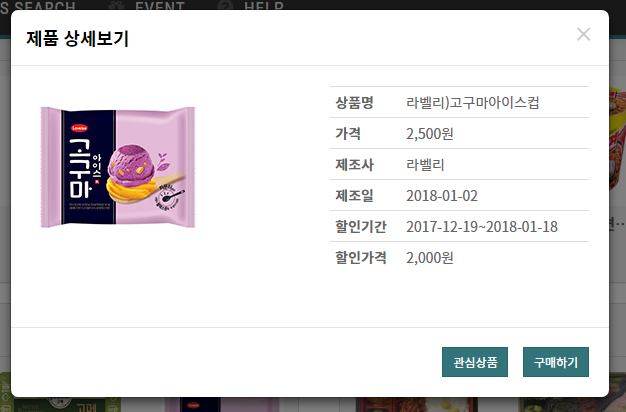 S SEARCH EVENT HELP
제품 상세보기
×
상품명 라벨리)고구마아이스컵
가격 2,500원
제조사 라벨리
제조일 2018-01-02
할인기간 2017-12-19~2018-01-18
할인가격 2,000원
Lavelee
고구마
아이스
관심상품 구매하기